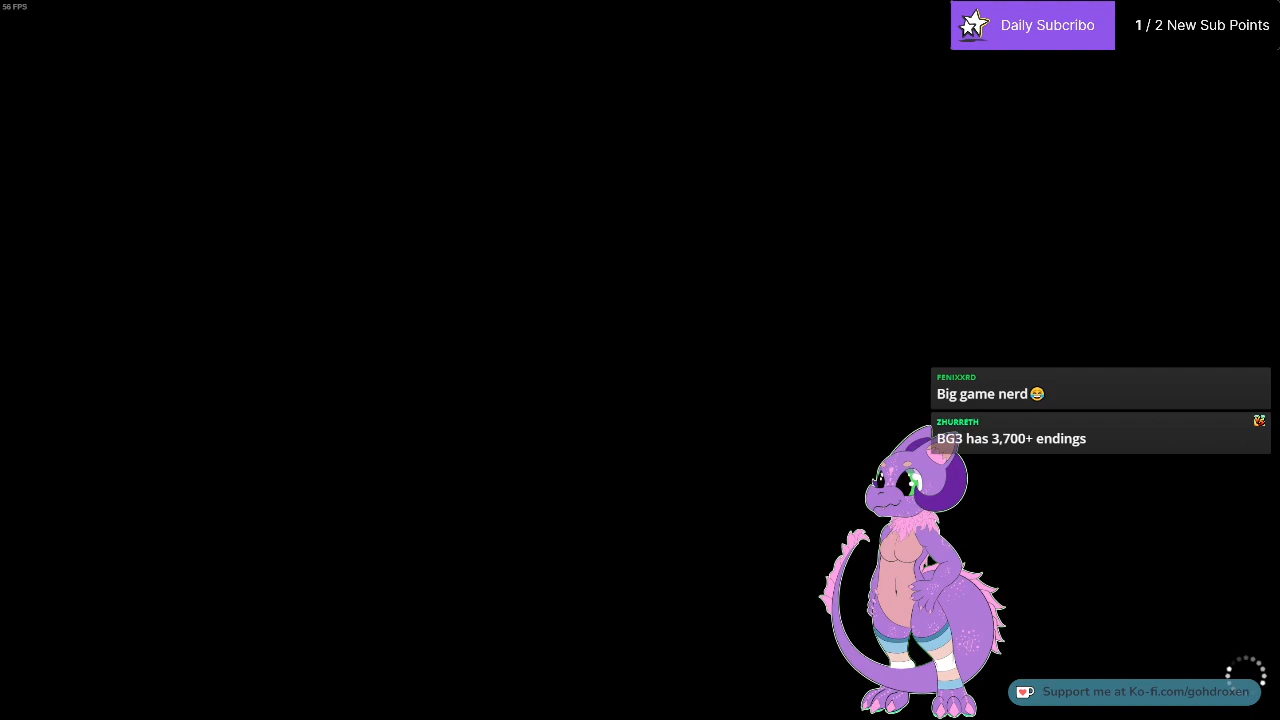 56 FPS
Daily Subcribo
1 / 2 New Sub Points
FENIXXRD
Big game nerd 😂
ZHURRETH
BG3 has 3,700+ endings
Support me at Ko-fi.com/gohdroxen